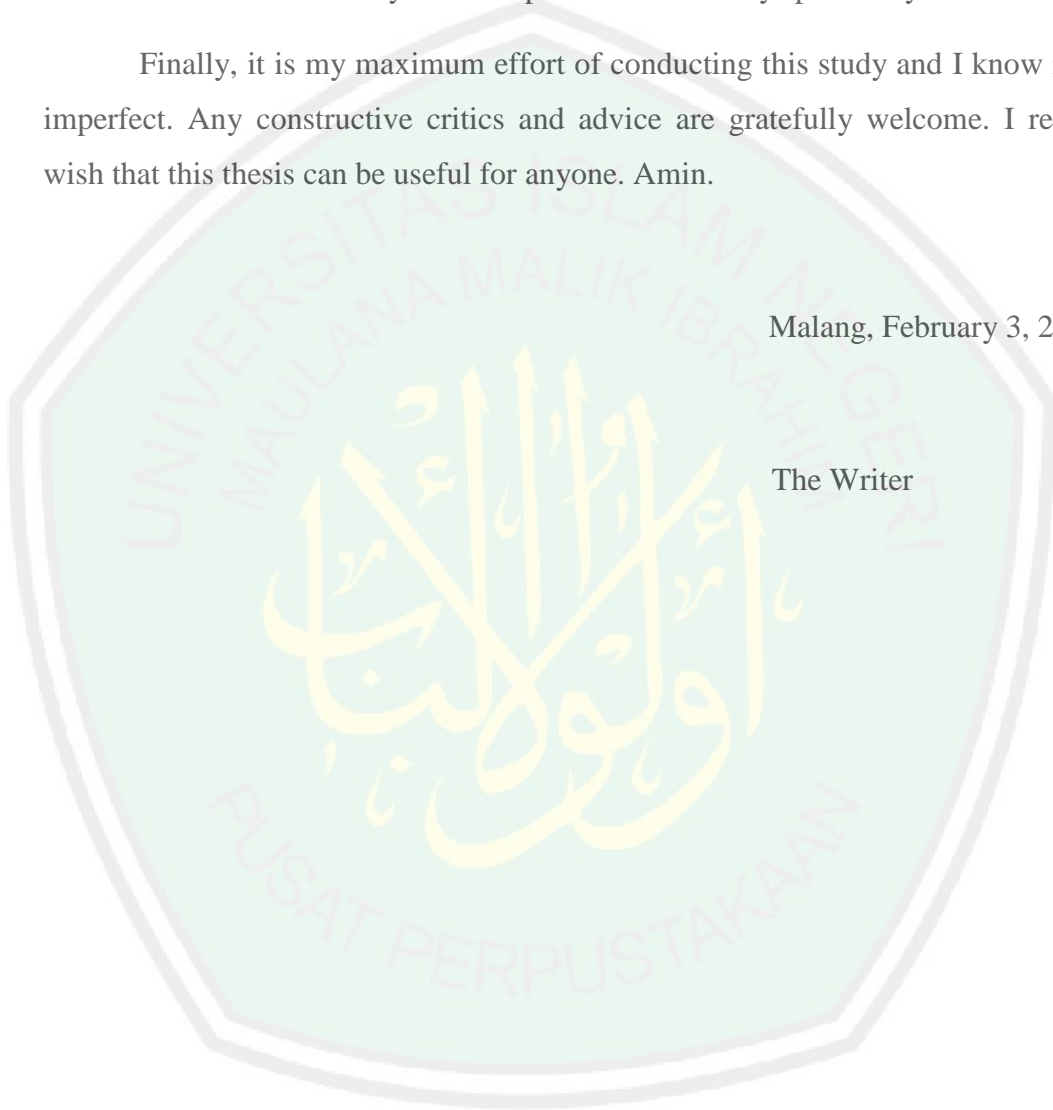 Finally, it is my maximum effort of conducting this study and I know
imperfect. Any constructive critics and advice are gratefully welcome. I re
wish that this thesis can be useful for anyone. Amin.
Malang, February 3, 2
The Writer
UNIVERSITAS ISLAM NEGERI
MAULANA MALIK IBRAHIM
أولو الألباب
PUSAT PERPUSTAKAAN